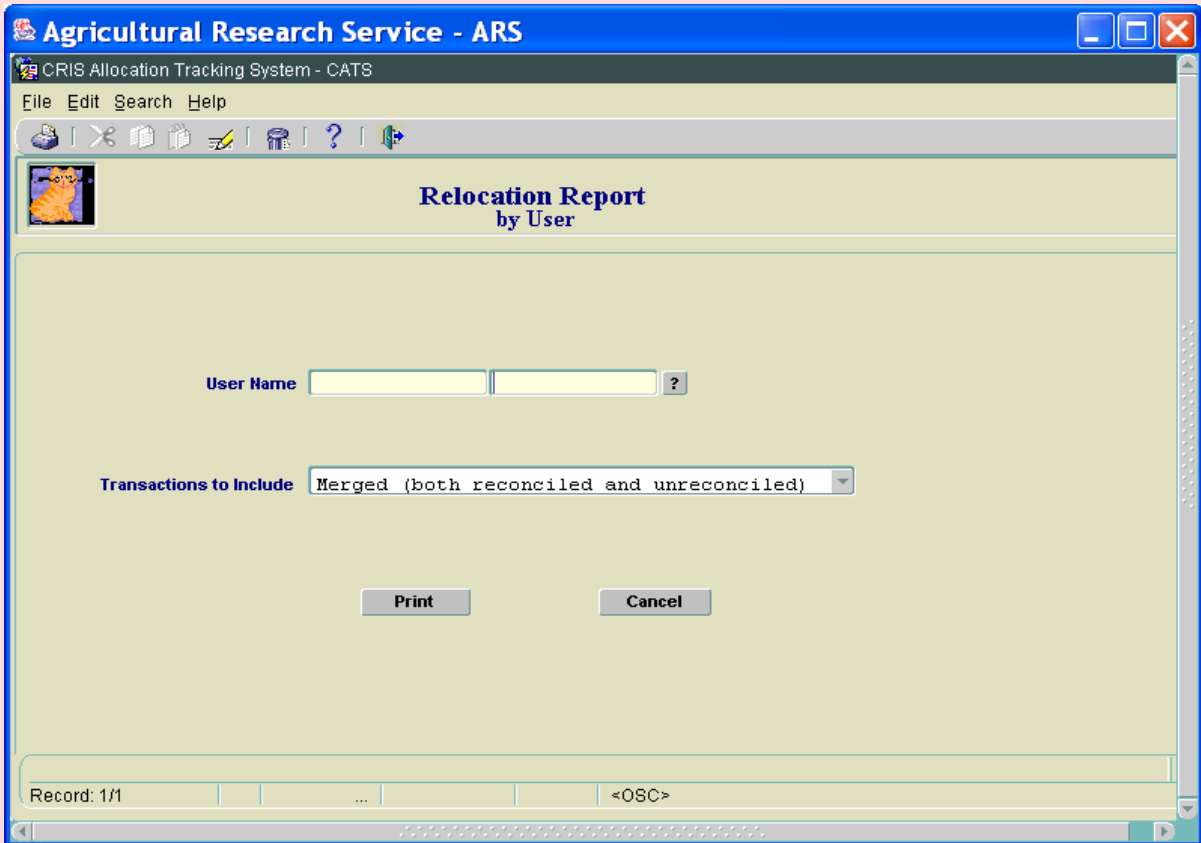 Agricultural Research Service - ARS
CRIS Allocation Tracking System - CATS
File Edit Search Help
?
Relocation Report
by User
User Name ?
Transactions to Include Merged (both reconciled and unreconciled)
Print Cancel
Record: 1/1 ... <OSC>